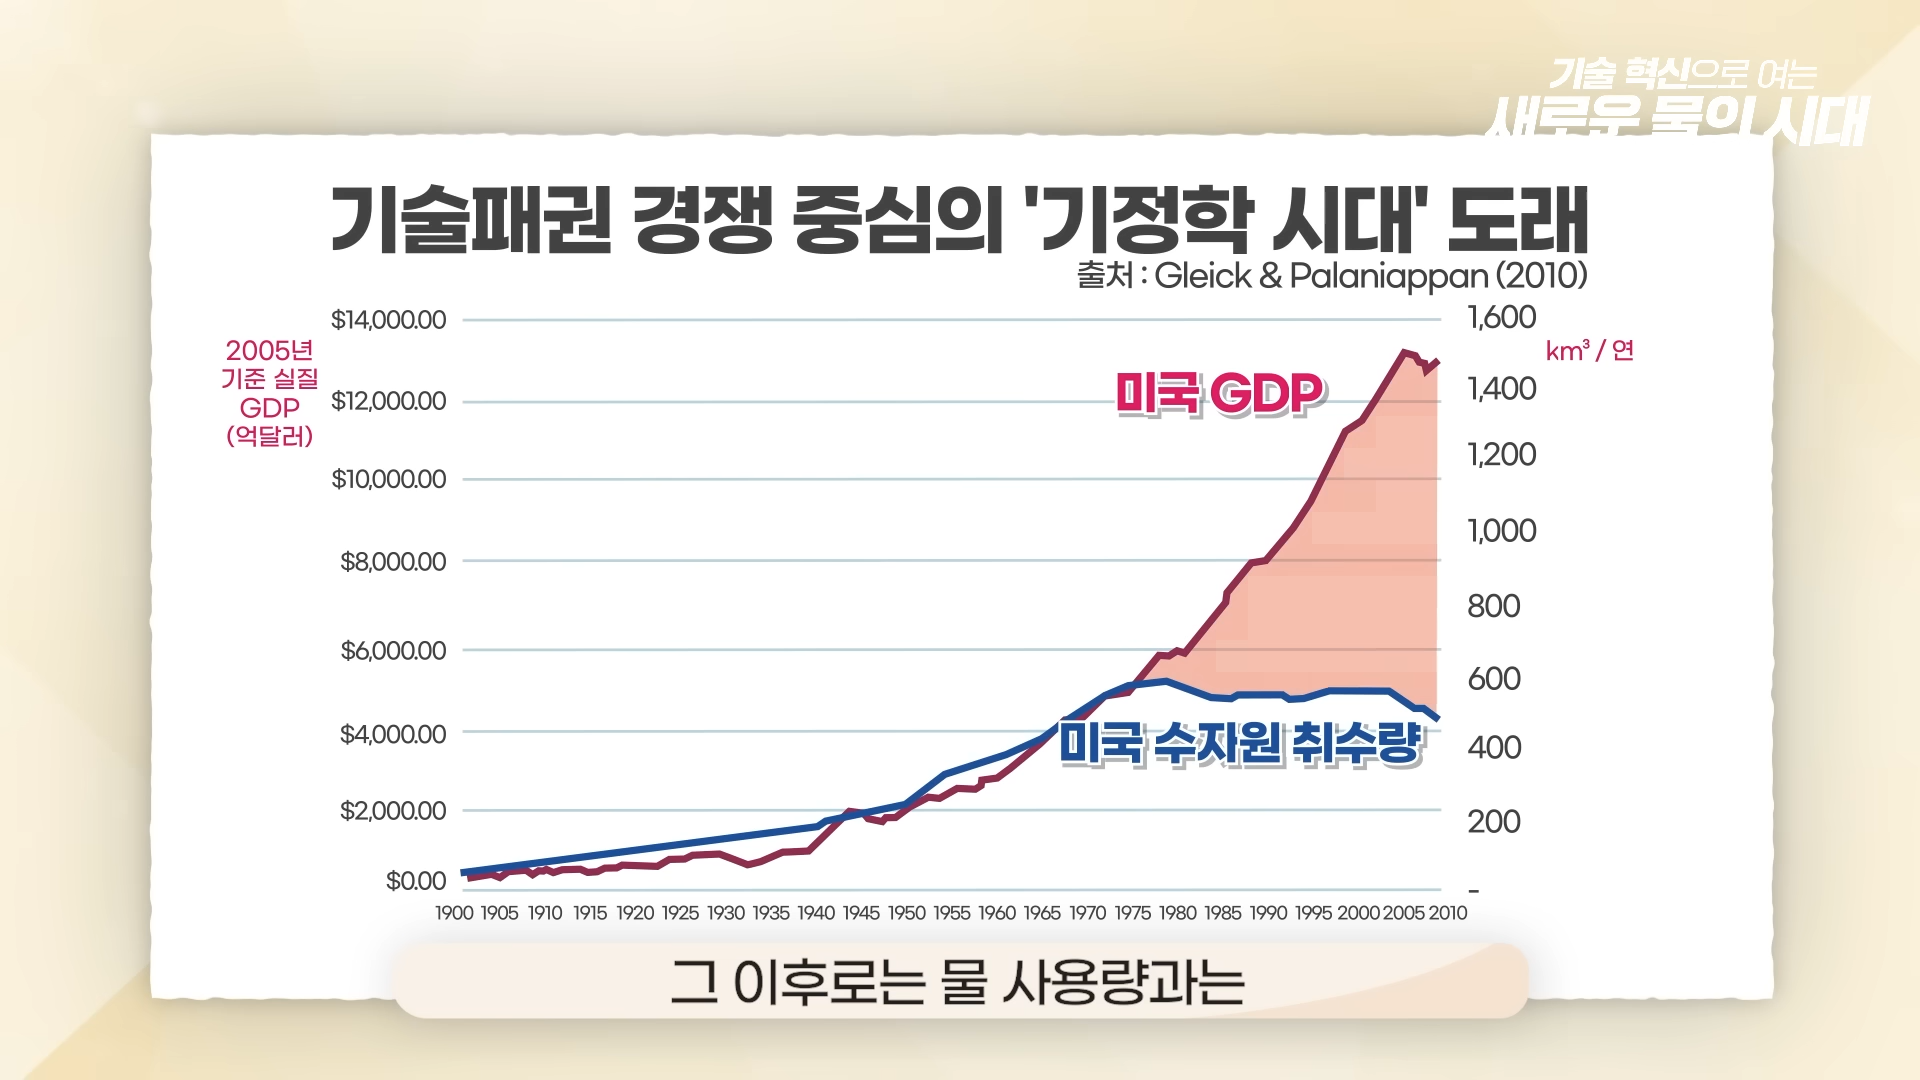 기술 혁신으로 여는
새로운 물의 시대
기술패권 경쟁 중심의 '기정학 시대' 도래
출처 : Gleick & Palaniappan (2010)
2005년
기준 실질
GDP
(억달러)
$14,000.00
$12,000.00
$10,000.00
$8,000.00
$6,000.00
$4,000.00
$2,000.00
$0.00
미국 GDP
미국 수자원 취수량
km³ / 연
1,600
1,400
1,200
1,000
800
600
400
200
-
1900 1905 1910 1915 1920 1925 1930 1935 1940 1945 1950 1955 1960 1965 1970 1975 1980 1985 1990 1995 2000 2005 2010
그 이후로는 물 사용량과는